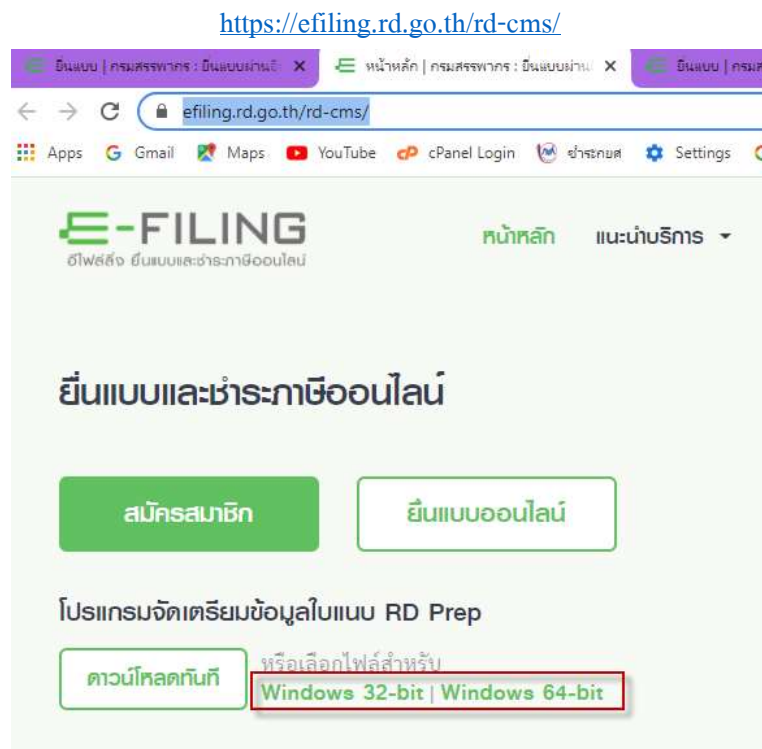 https://efiling.rd.go.th/rd-cms/
ยื่นแบบ | กรมสรรพากร : ยื่นแบบผ่านอิ หน้าหลัก | กรมสรรพากร : ยื่นแบบผ่าน ยื่นแบบ | กรมส
efiling.rd.go.th/rd-cms/
Apps Gmail Maps YouTube cPanel Login ชำระกยศ Settings
E-FILING หน้าหลัก แนะนำบริการ
อีไฟล์ลิ่ง ยื่นแบบและชำระภาษีออนไลน์
ยื่นแบบและชำระภาษีออนไลน์
สมัครสมาชิก ยื่นแบบออนไลน์
โปรแกรมจัดเตรียมข้อมูลใบแนบ RD Prep
ดาวน์โหลดทันที หรือเลือกไฟล์สำหรับ
Windows 32-bit | Windows 64-bit